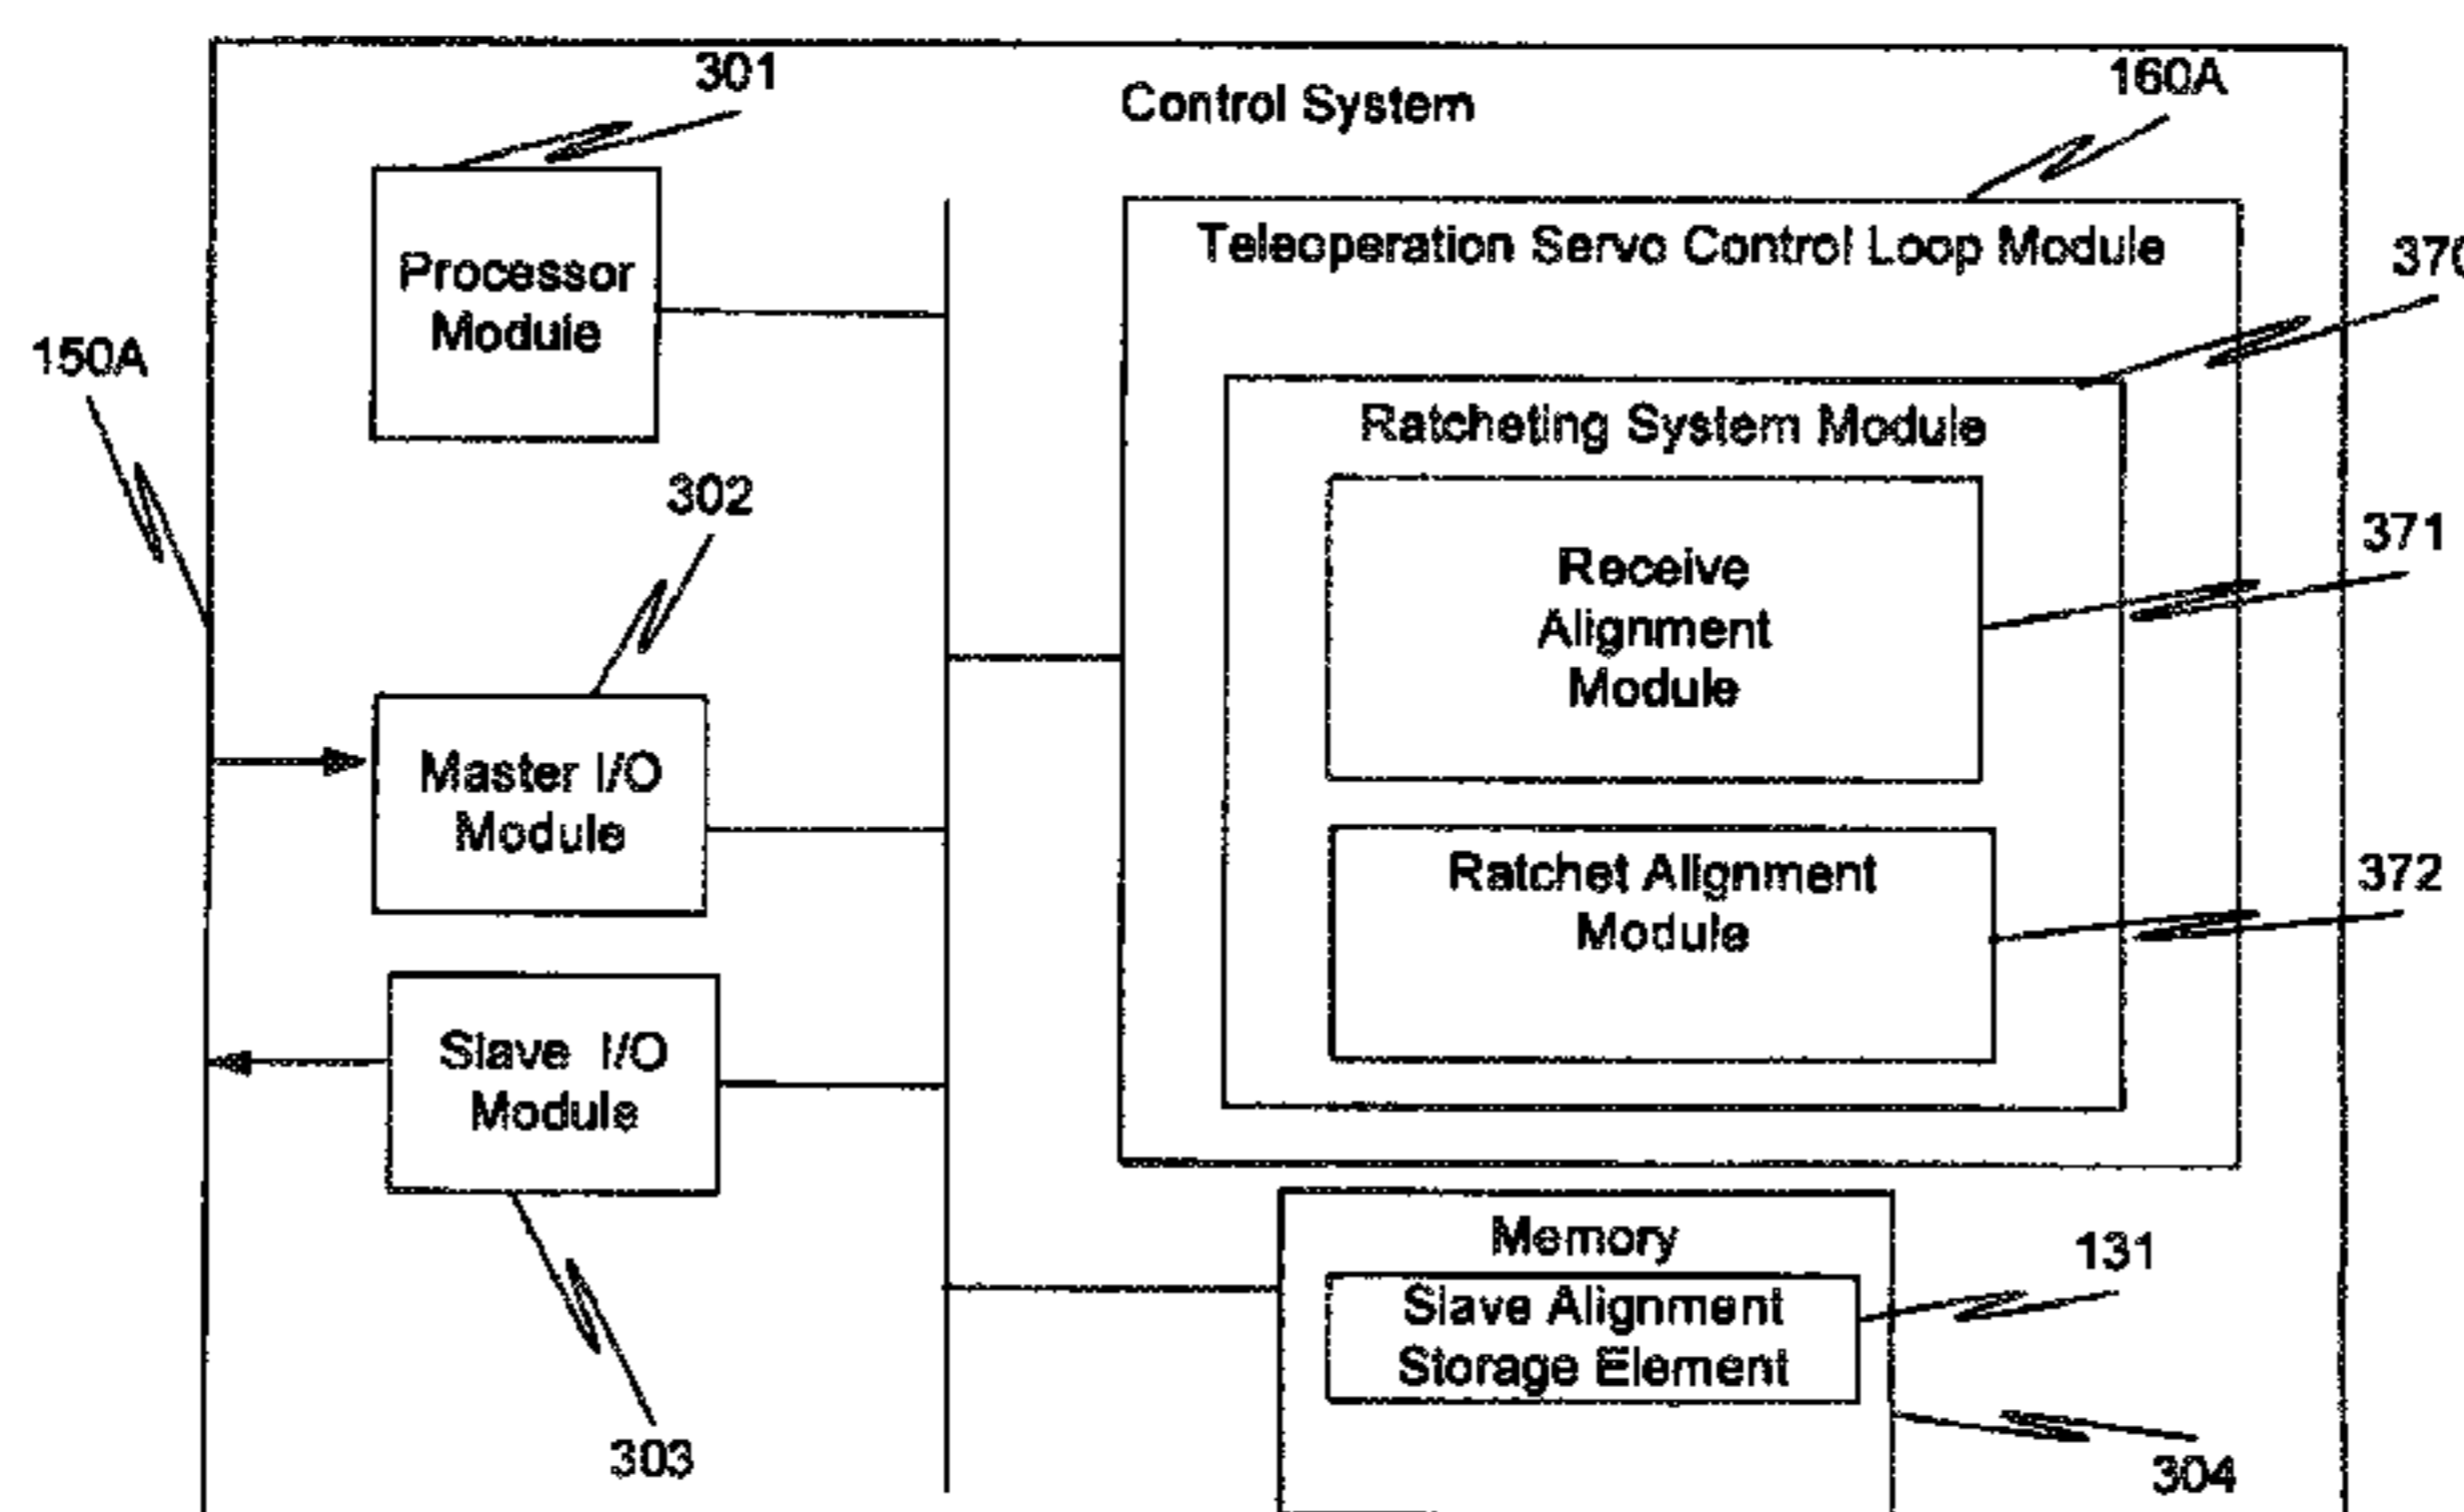 301
Control System
160A
Processor
Module
Teleoperation Servo Control Loop Module
370
150A
Ratcheting System Module
302
Receive
Alignment
Module
371
Master I/O
Module
Ratchet Alignment
Module
372
Slave I/O
Module
Memory
131
Slave Alignment
Storage Element
303
304